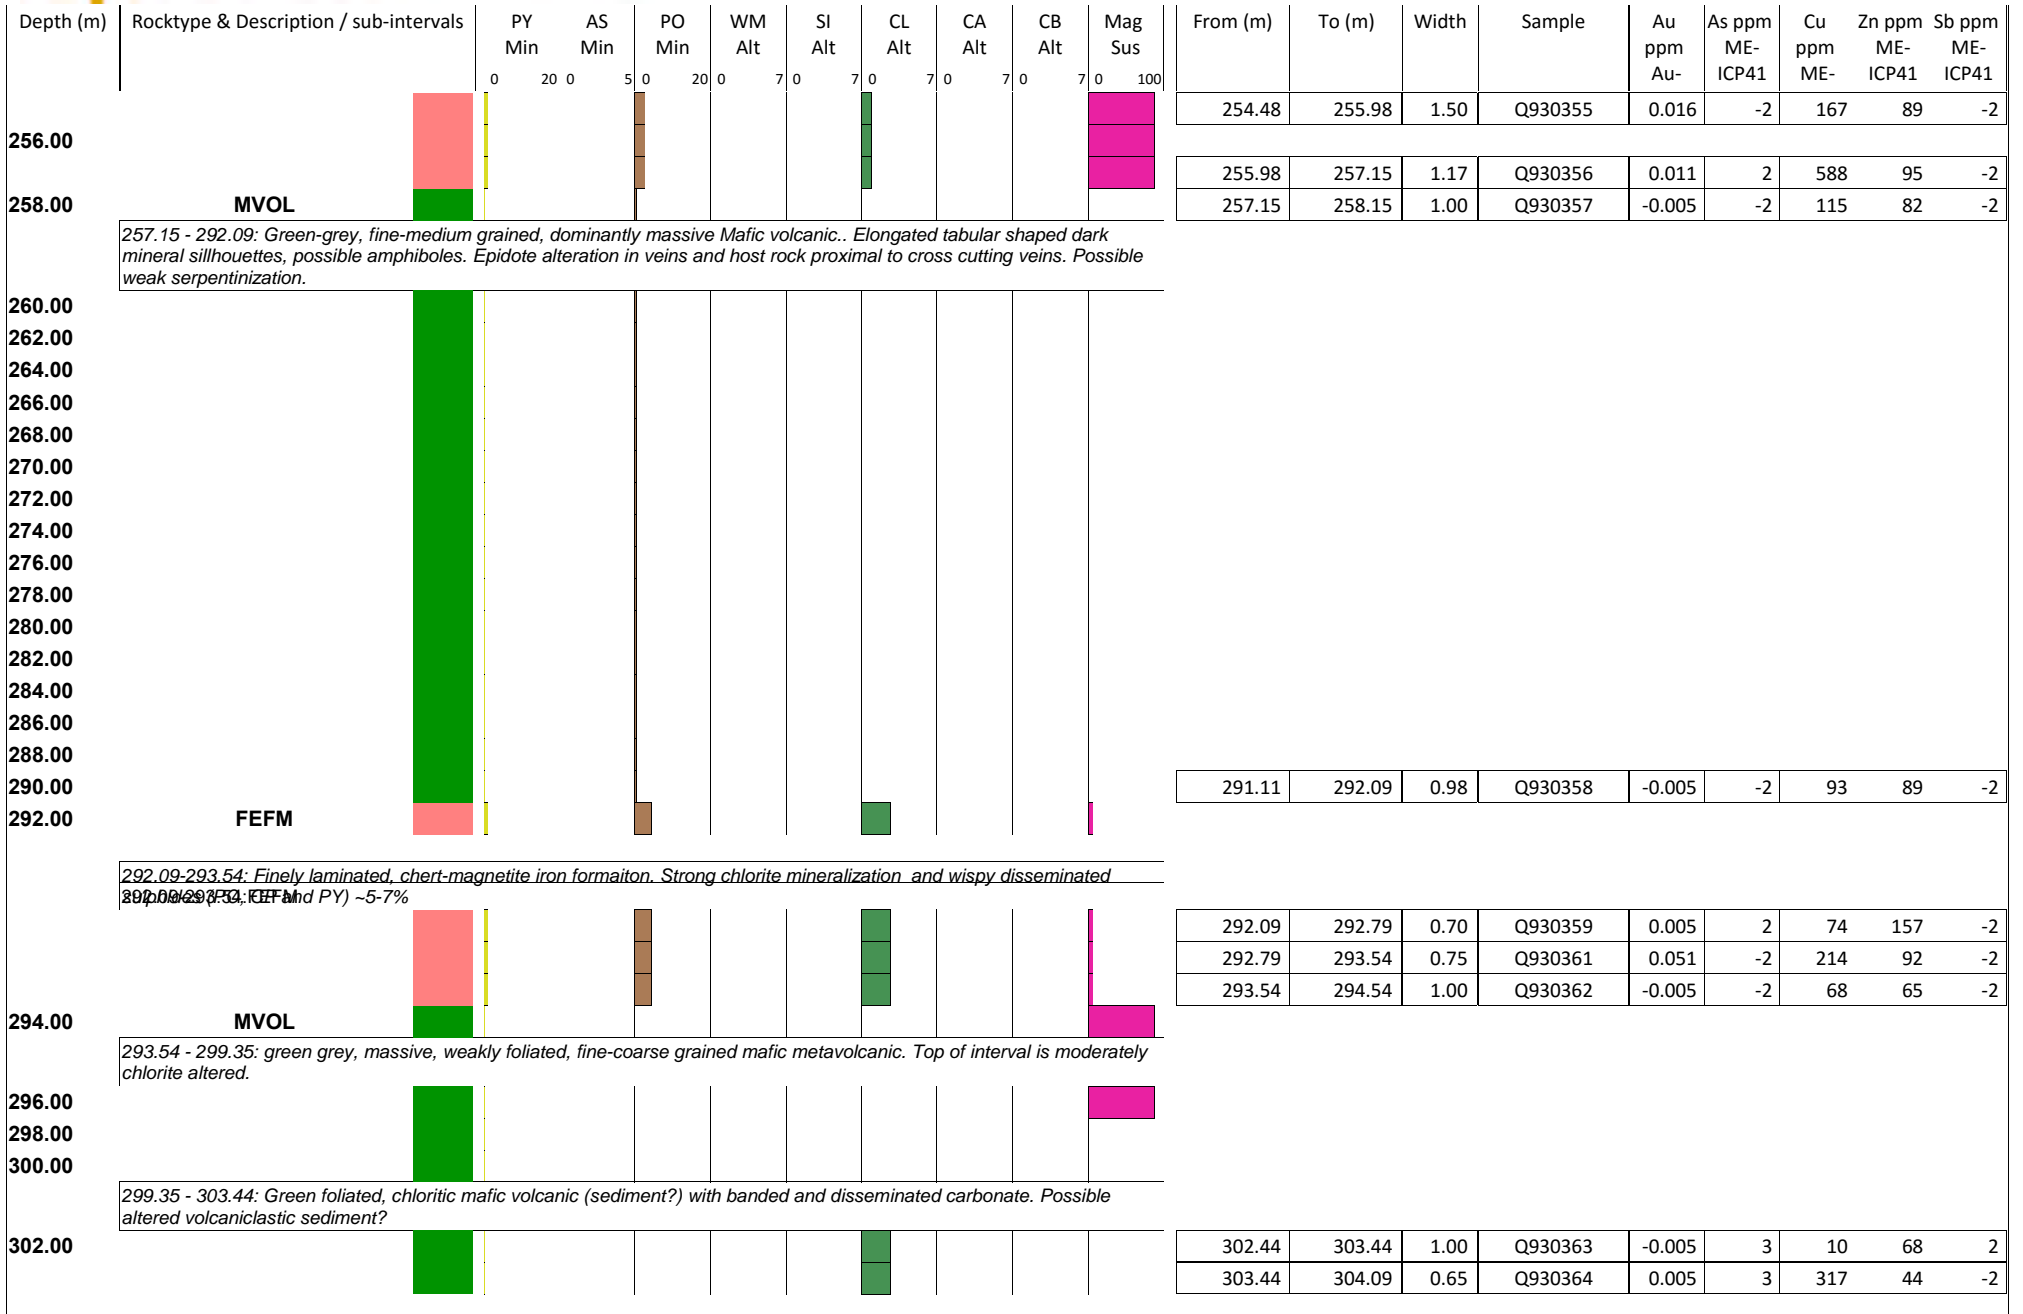 Depth (m) Rocktype & Description / sub-intervals PY AS PO WM SI CL CA CB Mag From (m) To (m) Width Sample Au As ppm Cu Zn ppm Sb ppm
Min Min Min Alt Alt Alt Alt Alt Sus ppm ME- ppm ME- ME-
0 20 0 5 0 20 0 7 0 7 0 7 0 7 0 7 0 100 Au- ICP41 ME- ICP41 ICP41
254.48 255.98 1.50 Q930355 0.016 -2 167 89 -2
256.00
255.98 257.15 1.17 Q930356 0.011 2 588 95 -2
258.00 MVOL 257.15 258.15 1.00 Q930357 -0.005 -2 115 82 -2
257.15 - 292.09: Green-grey, fine-medium grained, dominantly massive Mafic volcanic.. Elongated tabular shaped dark
mineral sillhouettes, possible amphiboles. Epidote alteration in veins and host rock proximal to cross cutting veins. Possible
weak serpentinization.
260.00
262.00
264.00
266.00
268.00
270.00
272.00
274.00
276.00
278.00
280.00
282.00
284.00
286.00
288.00
290.00 291.11 292.09 0.98 Q930358 -0.005 -2 93 89 -2
292.00 FEFM
292.09-293.54: Finely laminated, chert-magnetite iron formaiton. Strong chlorite mineralization and wispy disseminated
and PY) ~5-7%
292.09 292.79 0.70 Q930359 0.005 2 74 157 -2
292.79 293.54 0.75 Q930361 0.051 -2 214 92 -2
293.54 294.54 1.00 Q930362 -0.005 -2 68 65 -2
294.00 MVOL
293.54 - 299.35: green grey, massive, weakly foliated, fine-coarse grained mafic metavolcanic. Top of interval is moderately
chlorite altered.
296.00
298.00
300.00
299.35 - 303.44: Green foliated, chloritic mafic volcanic (sediment?) with banded and disseminated carbonate. Possible
altered volcaniclastic sediment?
302.00 302.44 303.44 1.00 Q930363 -0.005 3 10 68 2
303.44 304.09 0.65 Q930364 0.005 3 317 44 -2